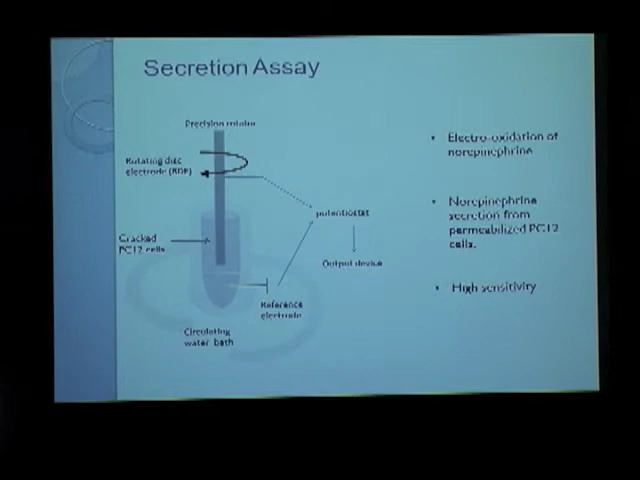 Secretion Assay
Precision rotator
Rotating disc
electrode (RDE)
Cracked
PC12 cells
potentiostat
Output device
Reference
electrode
Circulating
water bath
• Electro-oxidation of
norepinephrine
• Norepinephrine
secretion from
permeabilized PC12
cells.
• High sensitivity